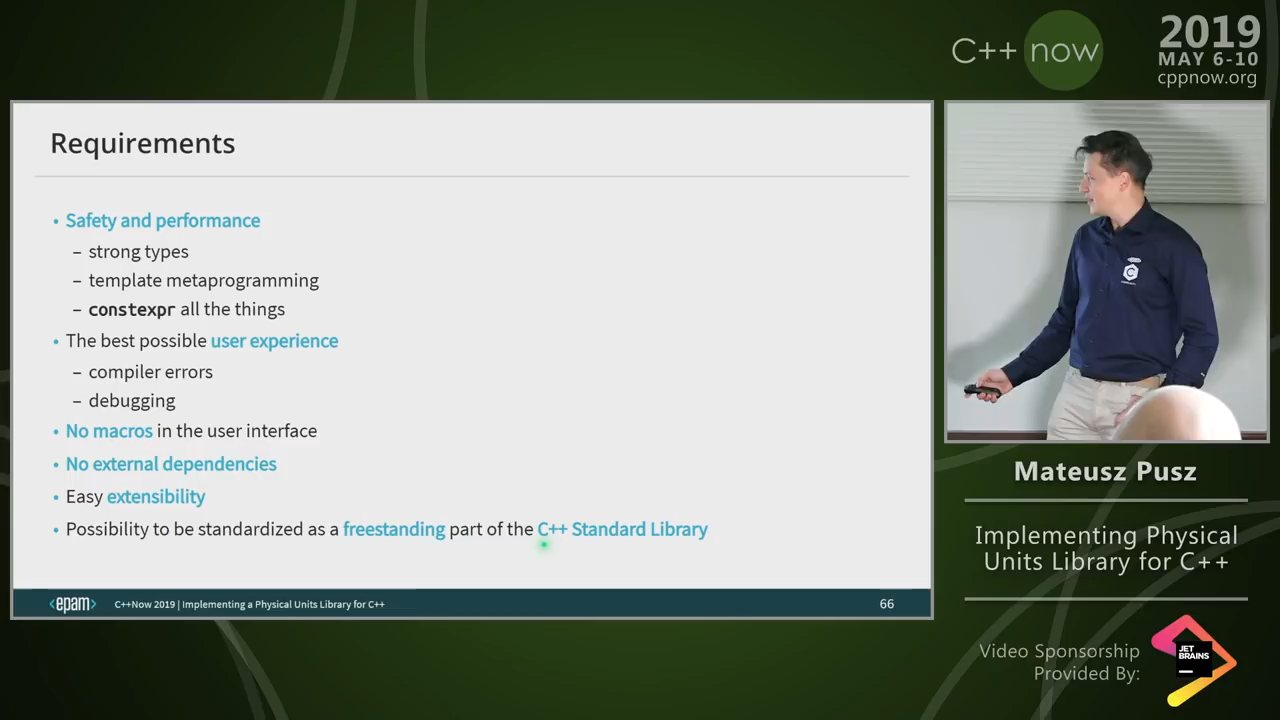 C++ now
2019
MAY 6-10
cppnow.org
Requirements
• Safety and performance
– strong types
– template metaprogramming
– constexpr all the things
• The best possible user experience
– compiler errors
– debugging
• No macros in the user interface
• No external dependencies
• Easy extensibility
• Possibility to be standardized as a freestanding part of the C++ Standard Library
<epam>
C++Now 2019 | Implementing a Physical Units Library for C++
66
Mateusz Pusz
Implementing Physical
Units Library for C++
Video Sponsorship
Provided By:
JET
BRAINS